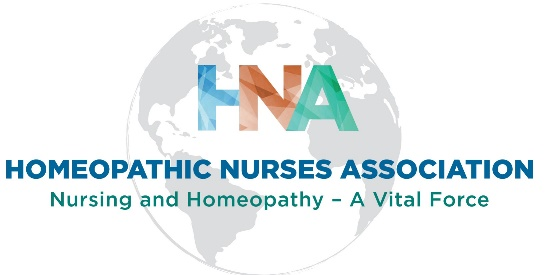 HNA
HOMEOPATHIC NURSES ASSOCIATION
Nursing and Homeopathy – A Vital Force